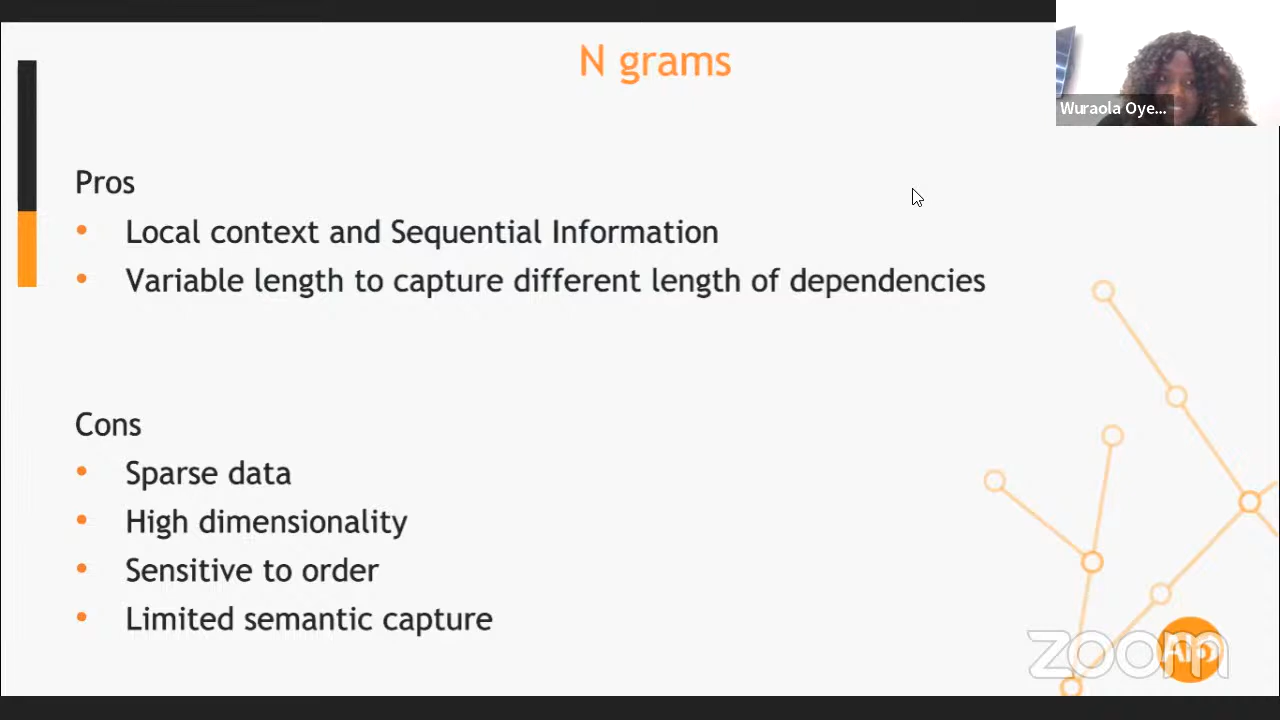 N grams
Wuraola Oye...
Pros
• Local context and Sequential Information
• Variable length to capture different length of dependencies
Cons
• Sparse data
• High dimensionality
• Sensitive to order
• Limited semantic capture
zoom